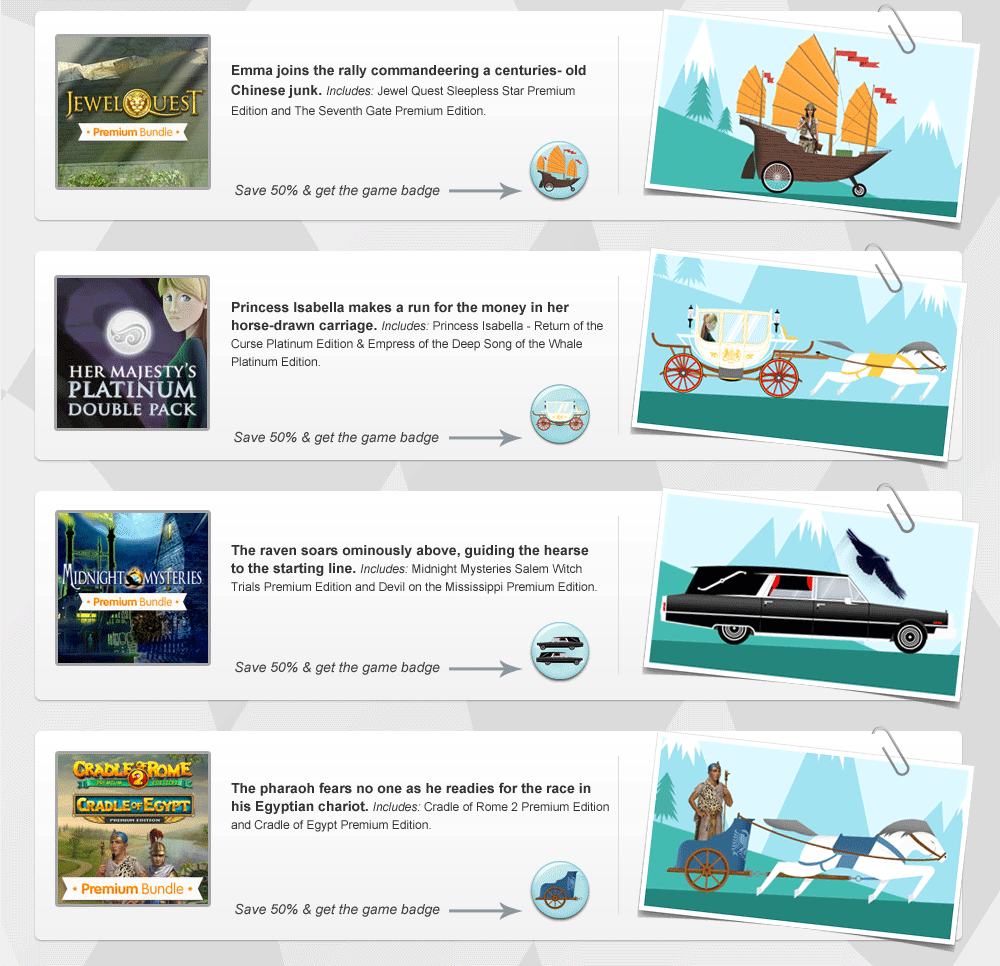 JEWEL QUEST
• Premium Bundle •
Emma joins the rally commandeering a centuries- old
Chinese junk. Includes: Jewel Quest Sleepless Star Premium
Edition and The Seventh Gate Premium Edition.
Save 50% & get the game badge
HER MAJESTY'S
PLATINUM
DOUBLE PACK
Princess Isabella makes a run for the money in her
horse-drawn carriage. Includes: Princess Isabella - Return of the
Curse Platinum Edition & Empress of the Deep Song of the Whale
Platinum Edition.
Save 50% & get the game badge
MIDNIGHT MYSTERIES
• Premium Bundle •
The raven soars ominously above, guiding the hearse
to the starting line. Includes: Midnight Mysteries Salem Witch
Trials Premium Edition and Devil on the Mississippi Premium Edition.
Save 50% & get the game badge
CRADLE OF ROME
2
PREMIUM EDITION
CRADLE OF EGYPT
PREMIUM EDITION
• Premium Bundle •
The pharaoh fears no one as he readies for the race in
his Egyptian chariot. Includes: Cradle of Rome 2 Premium Edition
and Cradle of Egypt Premium Edition.
Save 50% & get the game badge